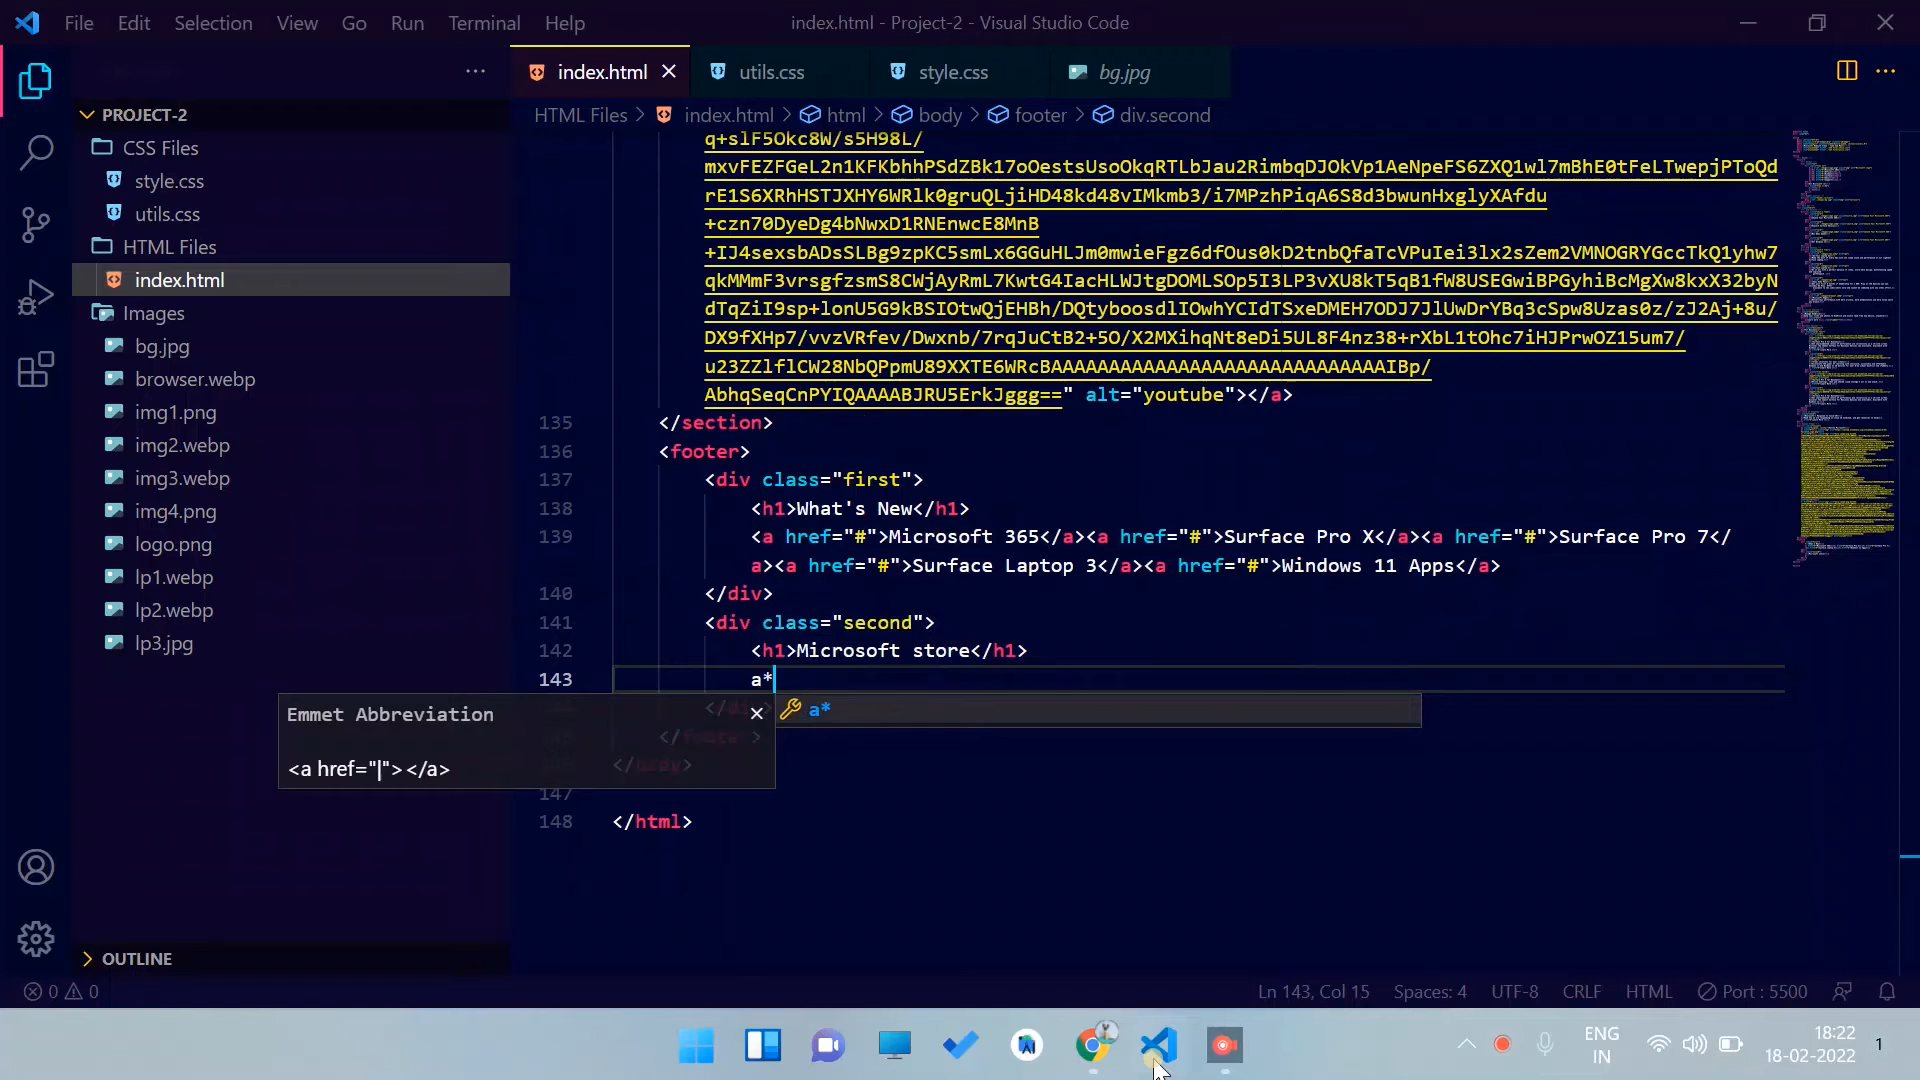 File Edit Selection View Go Run Terminal Help index.html - Project-2 - Visual Studio Code
index.html utils.css style.css bg.jpg
HTML Files > index.html > html > body > footer > div.second
PROJECT-2
CSS Files
style.css
utils.css
HTML Files
index.html
Images
bg.jpg
browser.webp
img1.png
img2.webp
img3.webp
img4.png
logo.png
lp1.webp
lp2.webp
lp3.jpg
OUTLINE
q+slF5Okc8W/s5H98L/
mxvFEZFGeL2n1KFKbhhPSdZBk17oOestsUsoOkqRTLbJau2RimbqDJOkVp1AeNpeFS6ZXQ1wl7mBhE0tFeLTwepjPToQd
rE1S6XRhHSTJXHY6WRlk0gruQLjiHD48kd48vIMkmb3/i7MPzhPiqA6S8d3bwunHxglyXAfdu
+czn70DyeDg4bNwxD1RNEnwcE8MnB
+IJ4sexsbADsSLBg9zpKC5smLx6GGuHLJm0mwieFgz6dfOus0kD2tnbQfaTcVPuIei3lx2sZem2VMNOGRYGccTkQ1yhw7
qkMMmF3vrsgfzsmS8CWjAyRmL7KwtG4IacHLWJtgDOMLSOp5I3LP3vXU8kT5qB1fW8USEGwiBPGyhiBcMgXw8kxX32byN
dTqZiI9sp+lonU5G9kBSIOtwQjEHBh/DQtyboosdlIOwhYCIdTSxeDMEH7ODJ7JlUwDrYBq3cSpw8Uzas0z/zJ2Aj+8u/
DX9fXHp7/vvzVRfev/Dwxnb/7rqJuCtB2+5O/X2MXihqNt8eDi5UL8F4nz38+rXbL1tOhc7iHJPrwOZ15um7/
u23ZZlflCW28NbQPpmU89XXTE6WRcBAAAAAAAAAAAAAAAAAAAAAAAAAAAAIBp/
AbhqSeqCnPYIQAAAABJRU5ErkJggg==" alt="youtube"></a>
135 </section>
136 <footer>
137 <div class="first">
138 <h1>What's New</h1>
139 <a href="#">Microsoft 365</a><a href="#">Surface Pro X</a><a href="#">Surface Pro 7</
a><a href="#">Surface Laptop 3</a><a href="#">Windows 11 Apps</a>
140 </div>
141 <div class="second">
142 <h1>Microsoft store</h1>
143 a*
a*
Emmet Abbreviation
<a href="|"></a>
</footer>
</body>
147
148 </html>
0 0 Ln 143, Col 15 Spaces: 4 UTF-8 CRLF HTML Port : 5500
ENG
IN
18:22
18-02-2022
1